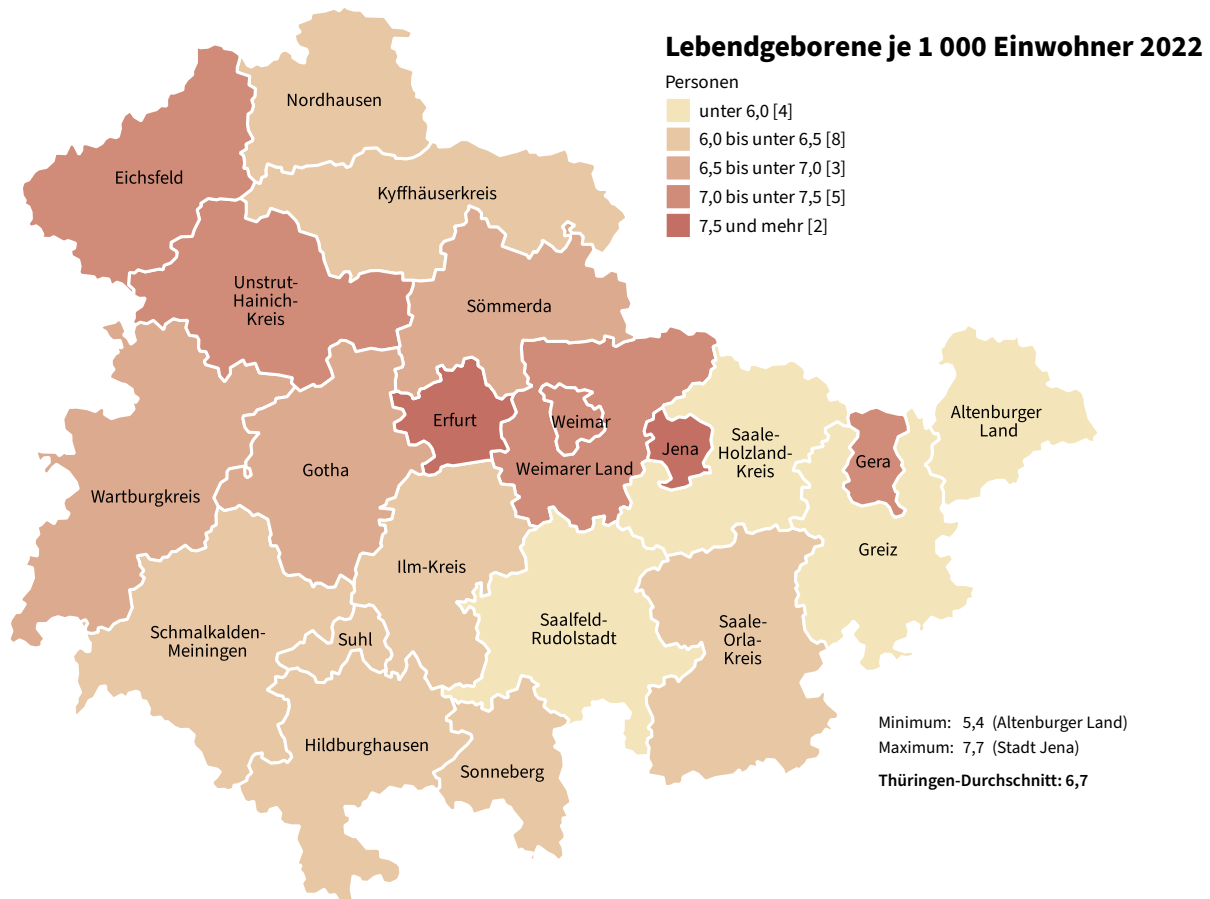 Lebendgeborene je 1 000 Einwohner 2022
Personen
unter 6,0 [4]
6,0 bis unter 6,5 [8]
6,5 bis unter 7,0 [3]
7,0 bis unter 7,5 [5]
7,5 und mehr [2]
Nordhausen
Eichsfeld
Kyffhäuserkreis
Unstrut-
Hainich-
Kreis
Sömmerda
Erfurt
Weimar
Weimarer Land
Jena
Saale-
Holzland-
Kreis
Gera
Altenburger
Land
Gotha
Wartburgkreis
Greiz
Ilm-Kreis
Schmalkalden-
Meiningen
Suhl
Saalfeld-
Rudolstadt
Saale-
Orla-
Kreis
Hildburghausen
Sonneberg
Minimum: 5,4 (Altenburger Land)
Maximum: 7,7 (Stadt Jena)
Thüringen-Durchschnitt: 6,7